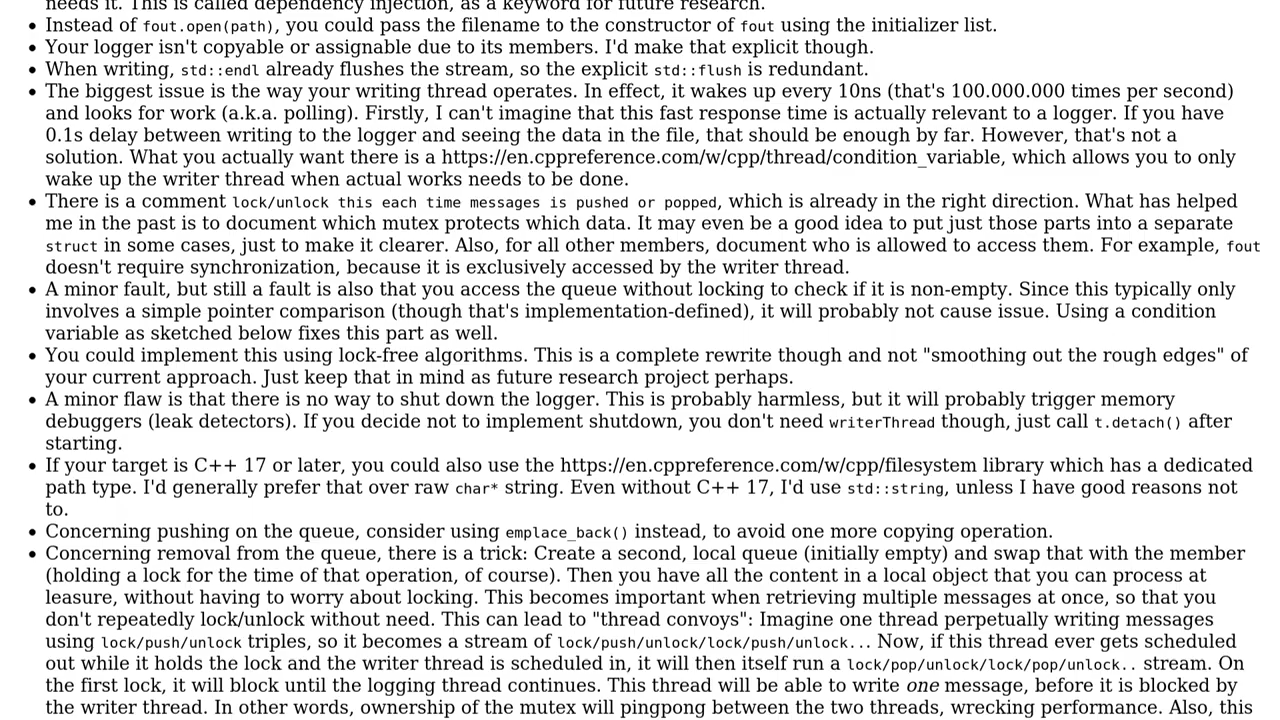 needs it. This is called dependency injection, as a keyword for future research.
• Instead of fout.open(path), you could pass the filename to the constructor of fout using the initializer list.
• Your logger isn't copyable or assignable due to its members. I'd make that explicit though.
• When writing, std::endl already flushes the stream, so the explicit std::flush is redundant.
• The biggest issue is the way your writing thread operates. In effect, it wakes up every 10ns (that's 100.000.000 times per second)
and looks for work (a.k.a. polling). Firstly, I can't imagine that this fast response time is actually relevant to a logger. If you have
0.1s delay between writing to the logger and seeing the data in the file, that should be enough by far. However, that's not a
solution. What you actually want there is a https://en.cppreference.com/w/cpp/thread/condition_variable, which allows you to only
wake up the writer thread when actual works needs to be done.
• There is a comment lock/unlock this each time messages is pushed or popped, which is already in the right direction. What has helped
me in the past is to document which mutex protects which data. It may even be a good idea to put just those parts into a separate
struct in some cases, just to make it clearer. Also, for all other members, document who is allowed to access them. For example, fout
doesn't require synchronization, because it is exclusively accessed by the writer thread.
• A minor fault, but still a fault is also that you access the queue without locking to check if it is non-empty. Since this typically only
involves a simple pointer comparison (though that's implementation-defined), it will probably not cause issue. Using a condition
variable as sketched below fixes this part as well.
• You could implement this using lock-free algorithms. This is a complete rewrite though and not "smoothing out the rough edges" of
your current approach. Just keep that in mind as future research project perhaps.
• A minor flaw is that there is no way to shut down the logger. This is probably harmless, but it will probably trigger memory
debuggers (leak detectors). If you decide not to implement shutdown, you don't need writerThread though, just call t.detach() after
starting.
• If your target is C++ 17 or later, you could also use the https://en.cppreference.com/w/cpp/filesystem library which has a dedicated
path type. I'd generally prefer that over raw char* string. Even without C++ 17, I'd use std::string, unless I have good reasons not
to.
• Concerning pushing on the queue, consider using emplace_back() instead, to avoid one more copying operation.
• Concerning removal from the queue, there is a trick: Create a second, local queue (initially empty) and swap that with the member
(holding a lock for the time of that operation, of course). Then you have all the content in a local object that you can process at
leasure, without having to worry about locking. This becomes important when retrieving multiple messages at once, so that you
don't repeatedly lock/unlock without need. This can lead to "thread convoys": Imagine one thread perpetually writing messages
using lock/push/unlock triples, so it becomes a stream of lock/push/unlock/lock/push/unlock... Now, if this thread ever gets scheduled
out while it holds the lock and the writer thread is scheduled in, it will then itself run a lock/pop/unlock/lock/pop/unlock.. stream. On
the first lock, it will block until the logging thread continues. This thread will be able to write one message, before it is blocked by
the writer thread. In other words, ownership of the mutex will pingpong between the two threads, wrecking performance. Also, this